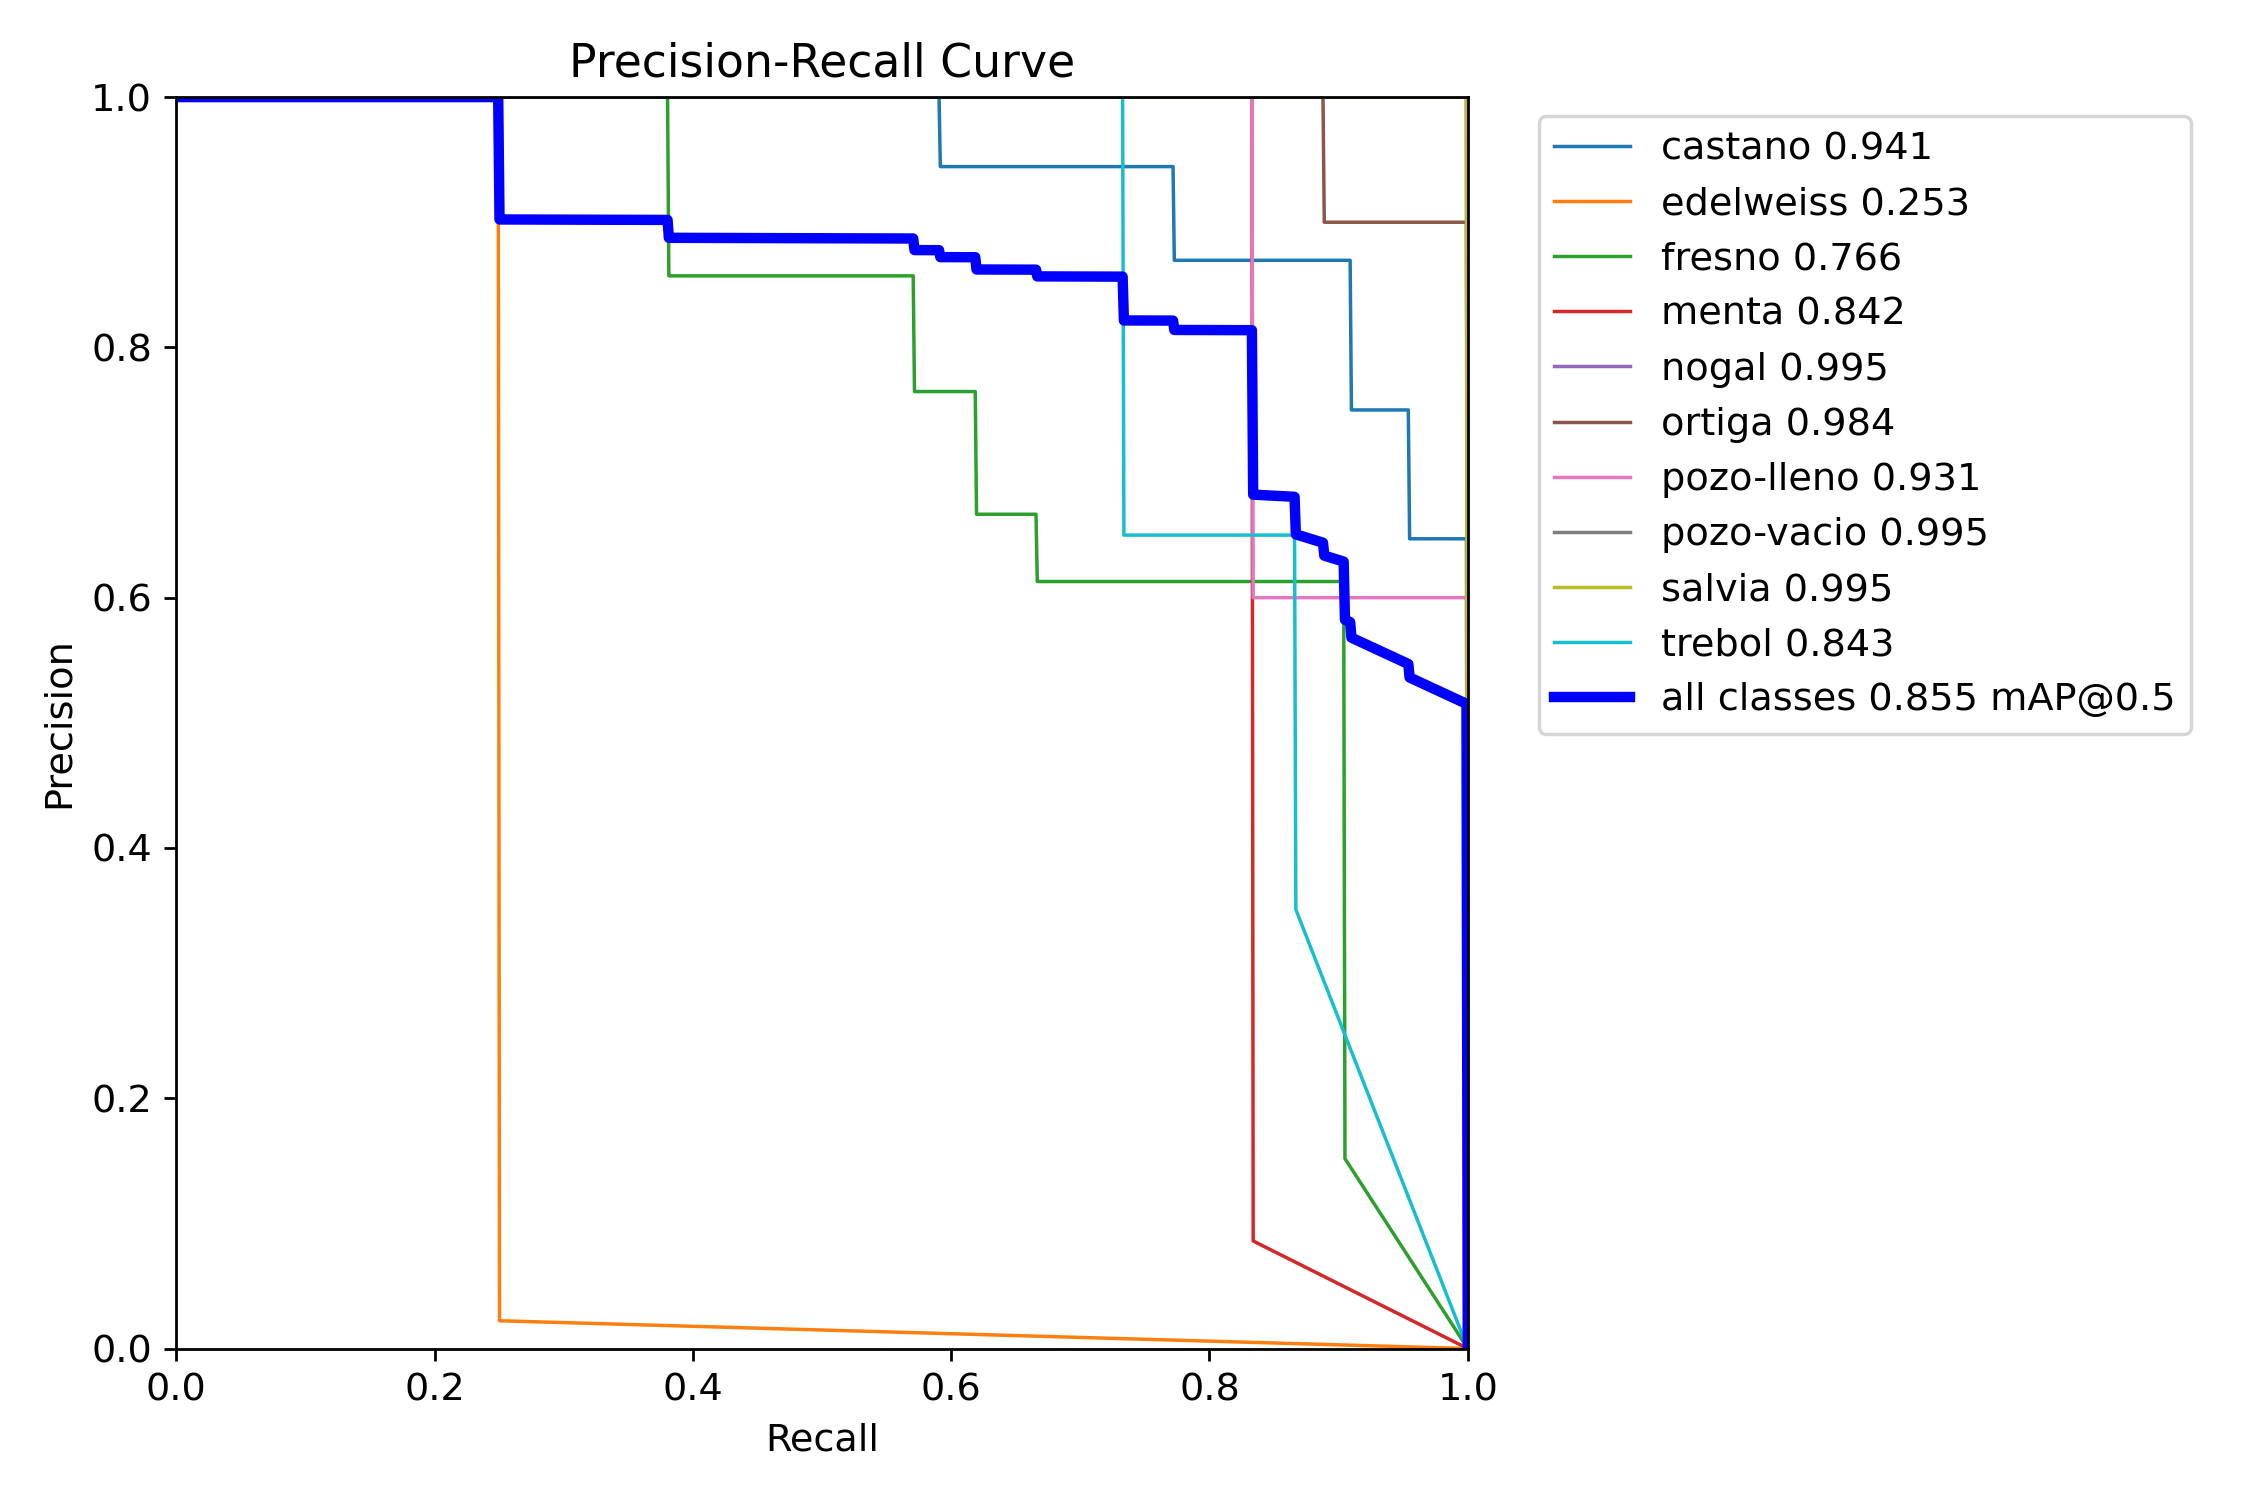 Precision-Recall Curve
1.0
0.8
0.6
0.4
0.2
0.0
Precision
0.0 0.2 0.4 0.6 0.8 1.0
Recall
castano 0.941
edelweiss 0.253
fresno 0.766
menta 0.842
nogal 0.995
ortiga 0.984
pozo-lleno 0.931
pozo-vacio 0.995
salvia 0.995
trebol 0.843
all classes 0.855 mAP@0.5